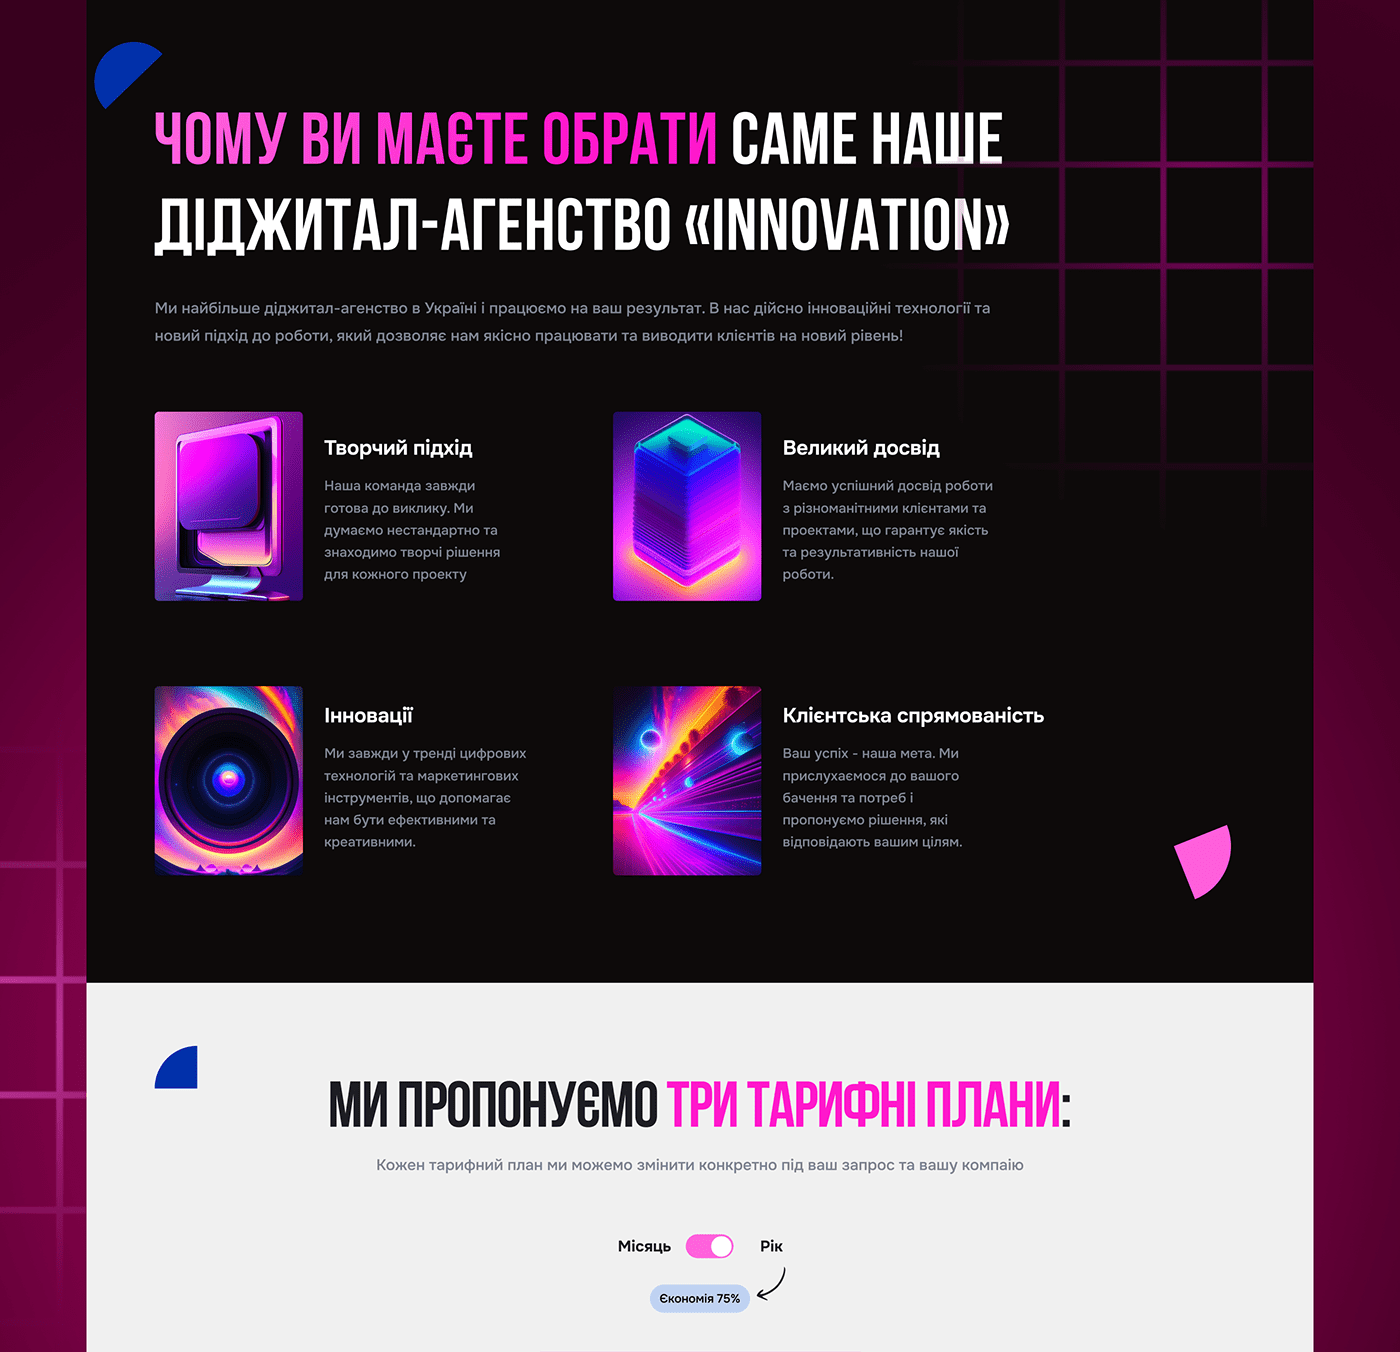 ЧОМУ ВИ МАЄТЕ ОБРАТИ САМЕ НАШЕ
ДІДЖИТАЛ-АГЕНСТВО «INNOVATION»
Ми найбільше діджитал-агенство в Україні і працюємо на ваш результат. В нас дійсно інноваційні технології та
новий підхід до роботи, який дозволяє нам якісно працювати та виводити клієнтів на новий рівень!
Творчий підхід
Наша команда завжди
готова до виклику. Ми
думаємо нестандартно та
знаходимо творчі рішення
для кожного проекту
Великий досвід
Маємо успішний досвід роботи
з різноманітними клієнтами та
проектами, що гарантує якість
та результативність нашої
роботи.
Інновації
Ми завжди у тренді цифрових
технологій та маркетингових
інструментів, що допомагає
нам бути ефективними та
креативними.
Клієнтська спрямованість
Ваш успіх - наша мета. Ми
прислухаємося до вашого
бачення та потреб і
пропонуємо рішення, які
відповідають вашим цілям.
МИ ПРОПОНУЄМО ТРИ ТАРИФНІ ПЛАНИ:
Кожен тарифний план ми можемо змінити конкретно під ваш запрос та вашу компаію
Місяць Рік
Економія 75%